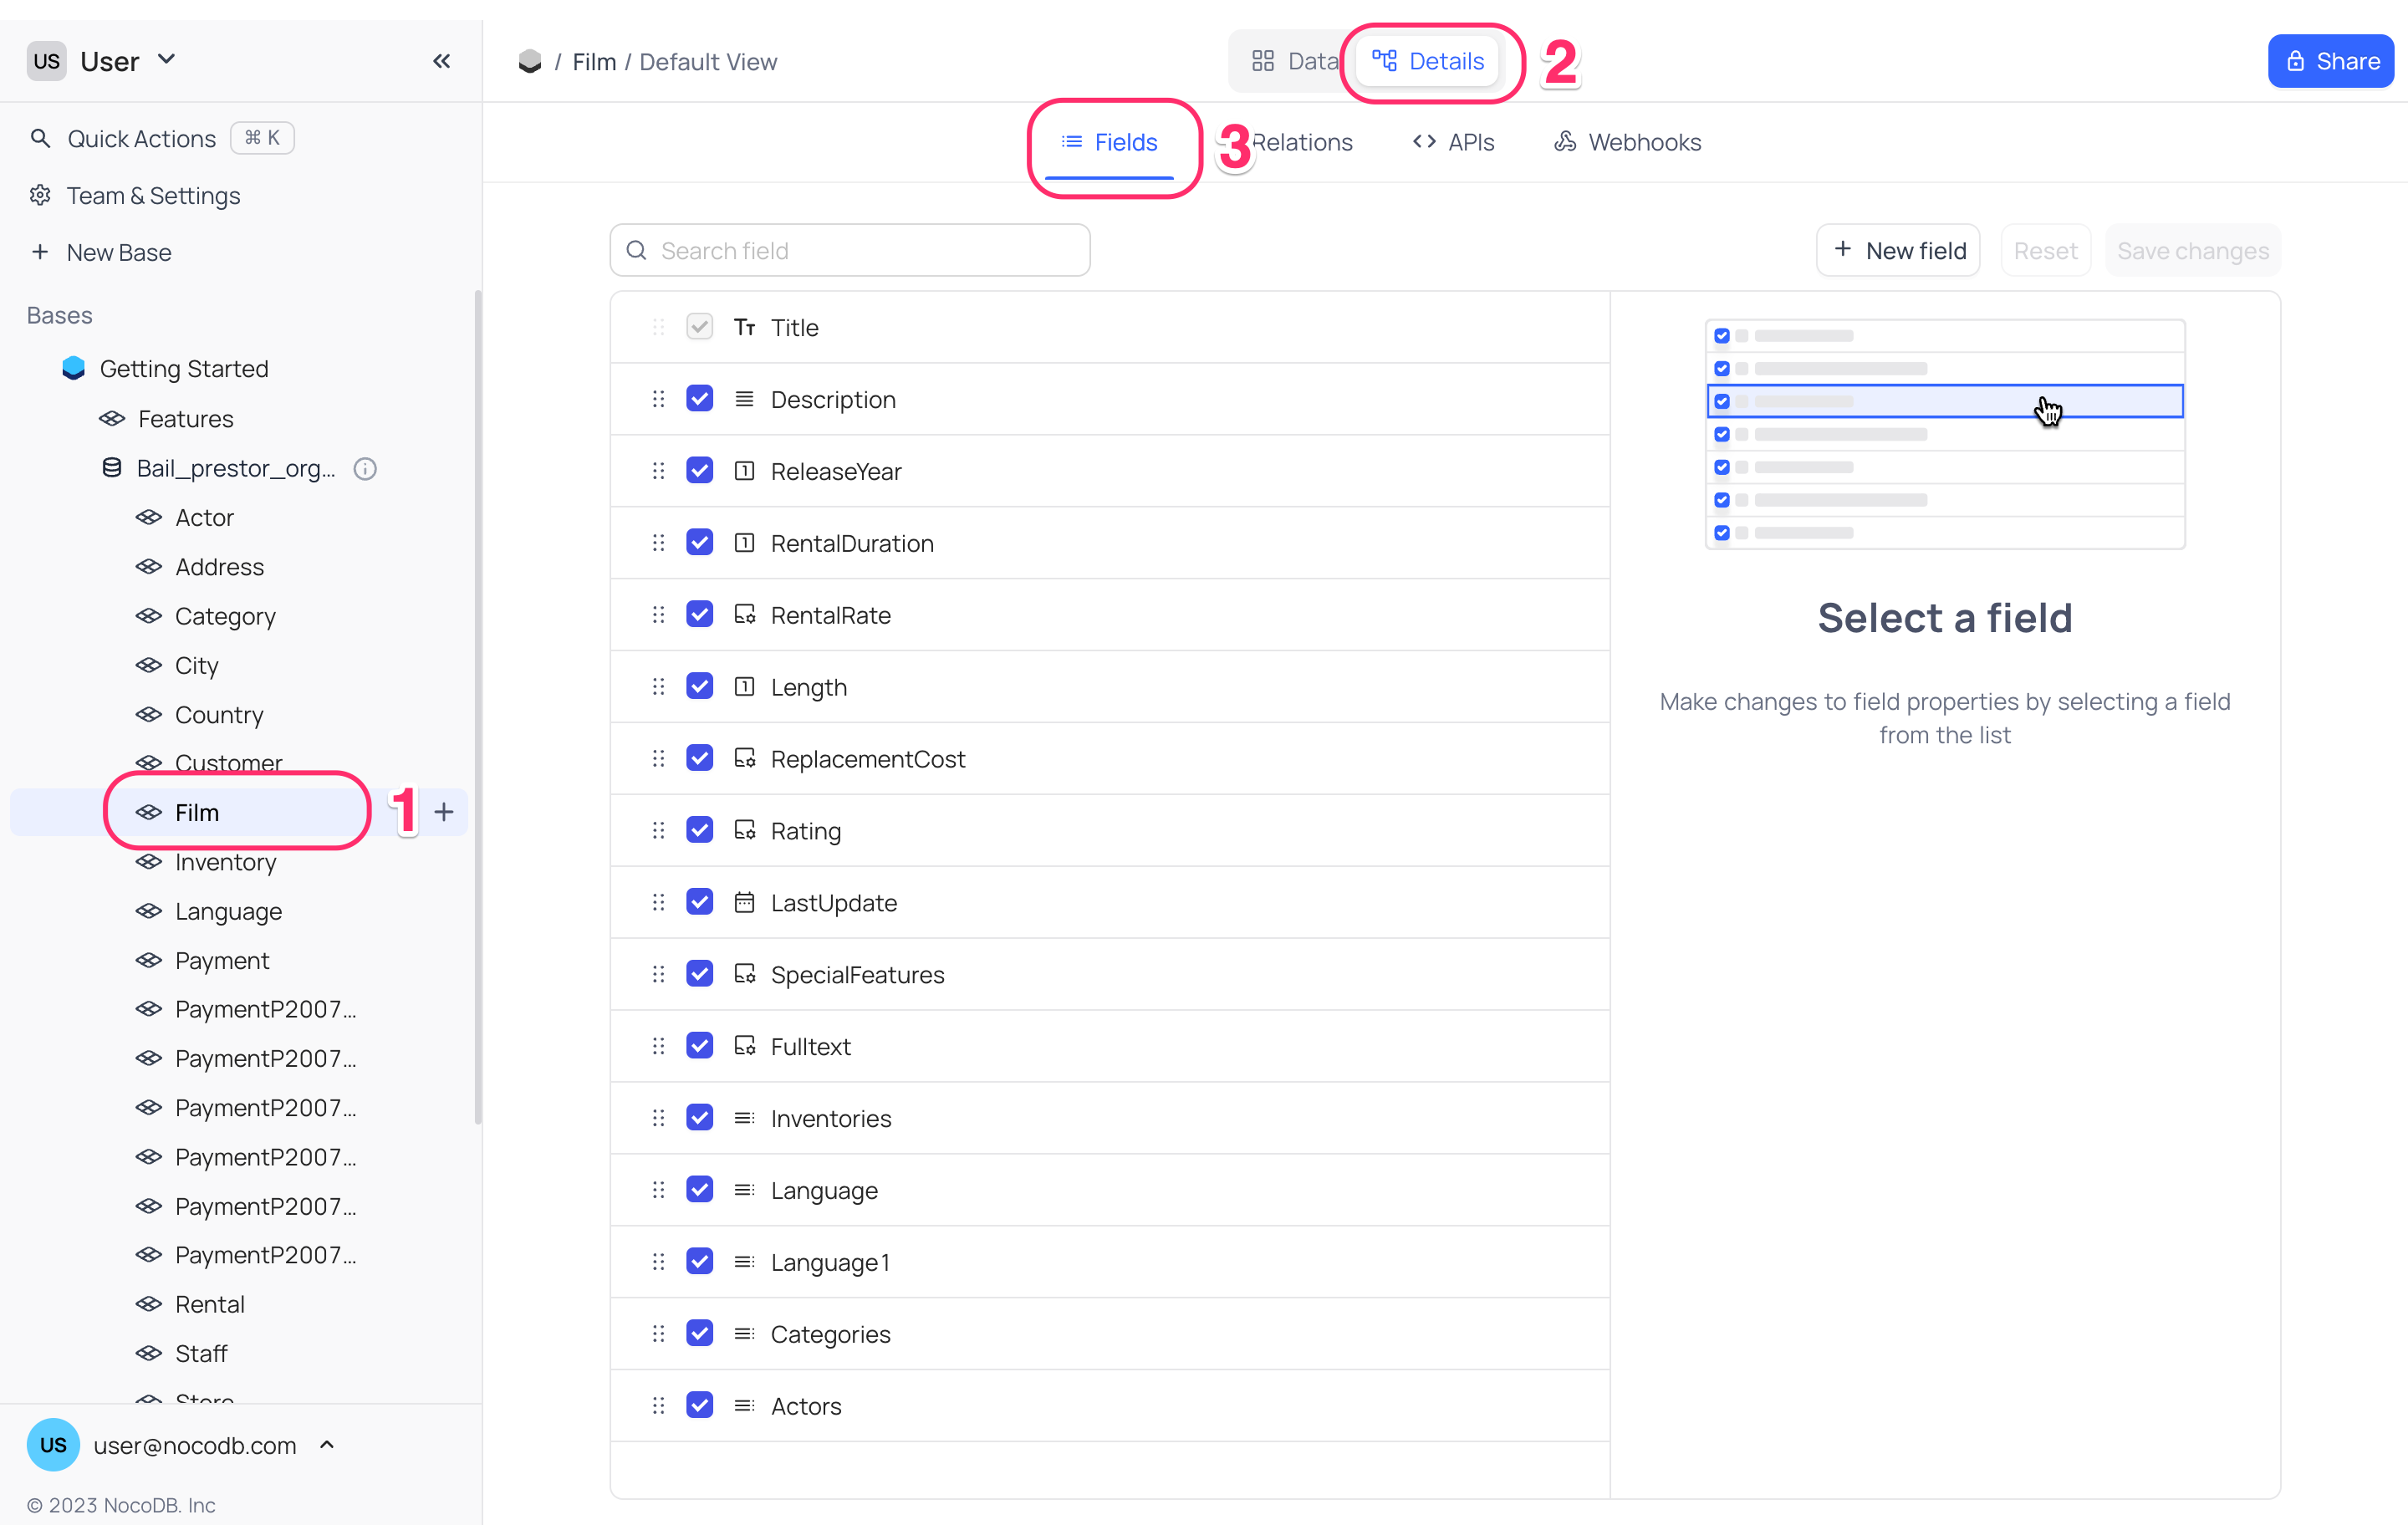 US User
/ Film / Default View
Data
Details
2
Share
Quick Actions ⌘ K
Team & Settings
New Base
Fields
3
Relations
APIs
Webhooks
Search field
New field
Reset
Save changes
Bases
Getting Started
Features
Bail_prestor_org...
Actor
Address
Category
City
Country
Customer
Film
1
Inventory
Language
Payment
PaymentP2007...
PaymentP2007...
PaymentP2007...
PaymentP2007...
PaymentP2007...
PaymentP2007...
Rental
Staff
Store
US user@nocodb.com
© 2023 NocoDB. Inc
Title
Description
ReleaseYear
RentalDuration
RentalRate
Length
ReplacementCost
Rating
LastUpdate
SpecialFeatures
Fulltext
Inventories
Language
Language1
Categories
Actors
Select a field
Make changes to field properties by selecting a field
from the list